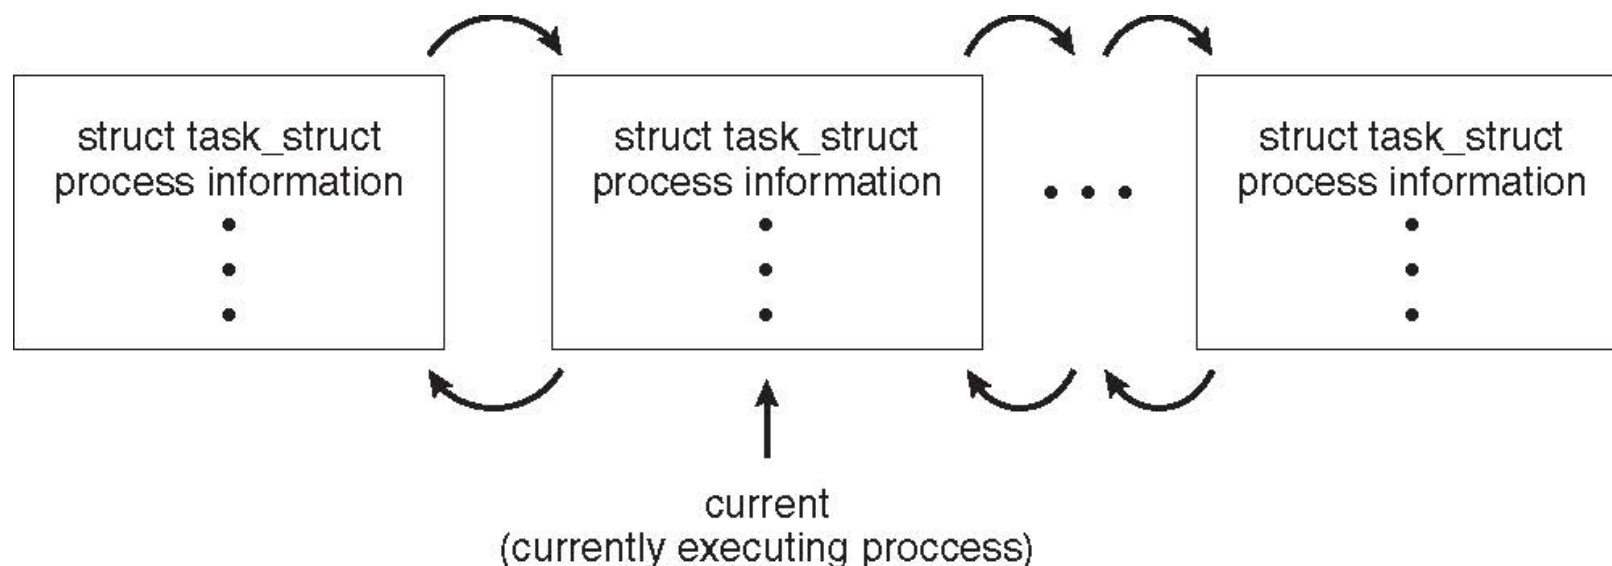 struct task_struct
process information
struct task_struct
process information
struct task_struct
process information
current
(currently executing proccess)